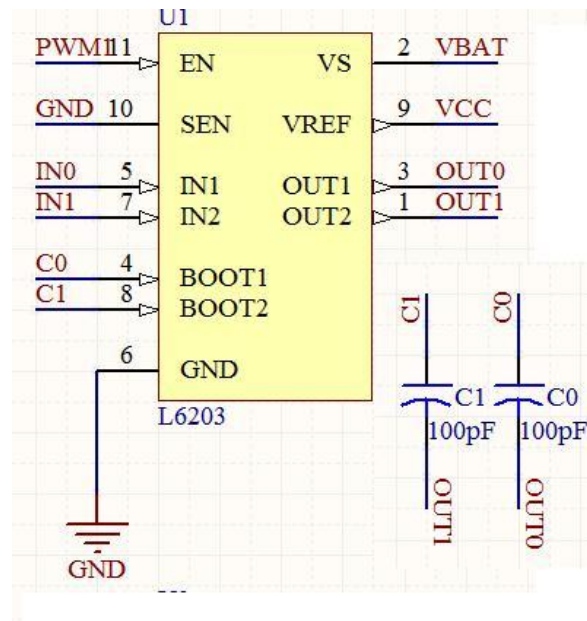 U1
PWM1 11 EN VS 2 VBAT
GND 10 SEN VREF 9 VCC
IN0 5 IN1 OUT1 3 OUT0
IN1 7 IN2 OUT2 1 OUT1
C0 4 BOOT1
C1 8 BOOT2
6 GND
L6203
GND
C1 C0
C1 C0
100pF 100pF
OUT1 OUT0